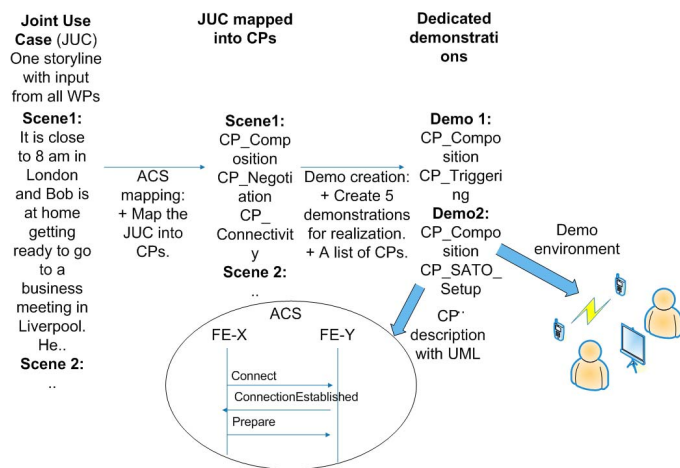 Joint Use
Case (JUC)
One storyline
with input
from all WPs
Scene1:
It is close
to 8 am in
London
and Bob is
at home
getting
ready to go
to a
business
meeting in
Liverpool.
He..
Scene 2:
..
ACS
mapping:
+ Map the
JUC into
CPs.
JUC mapped
into CPs
Scene1:
CP_Comp
osition
CP_Negoti
ation
CP_
Connectivit
y
Scene 2:
..
Demo creation:
+ Create 5
demonstrations
for realization.
+ A list of CPs.
Dedicated
demonstrati
ons
Demo 1:
CP_Compo
sition
CP_Triggeri
ng
Demo2:
CP_Compo
sition
CP_SATO_
Setup
..
CP
description
with UML
Demo
environment
ACS
FE-X
FE-Y
Connect
ConnectionEstablished
Prepare